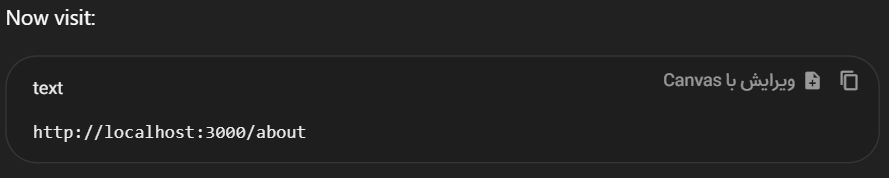 Now visit:
text
ویرایش با Canvas
http://localhost:3000/about